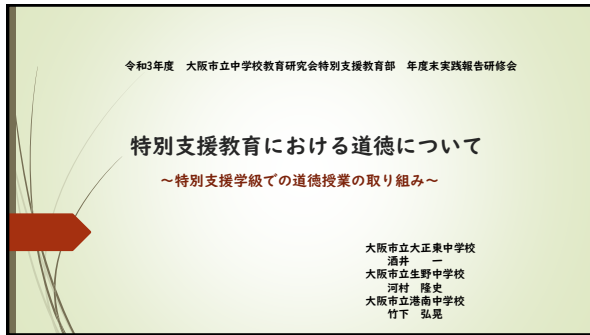 令和3年度　大阪市立中学校教育研究会特別支援教育部　年度末実践報告研修会
特別支援教育における道徳について
～特別支援学級での道徳授業の取り組み～
大阪市立大正東中学校
酒井　　一
大阪市立生野中学校
河村　隆史
大阪市立港南中学校
竹下　弘晃